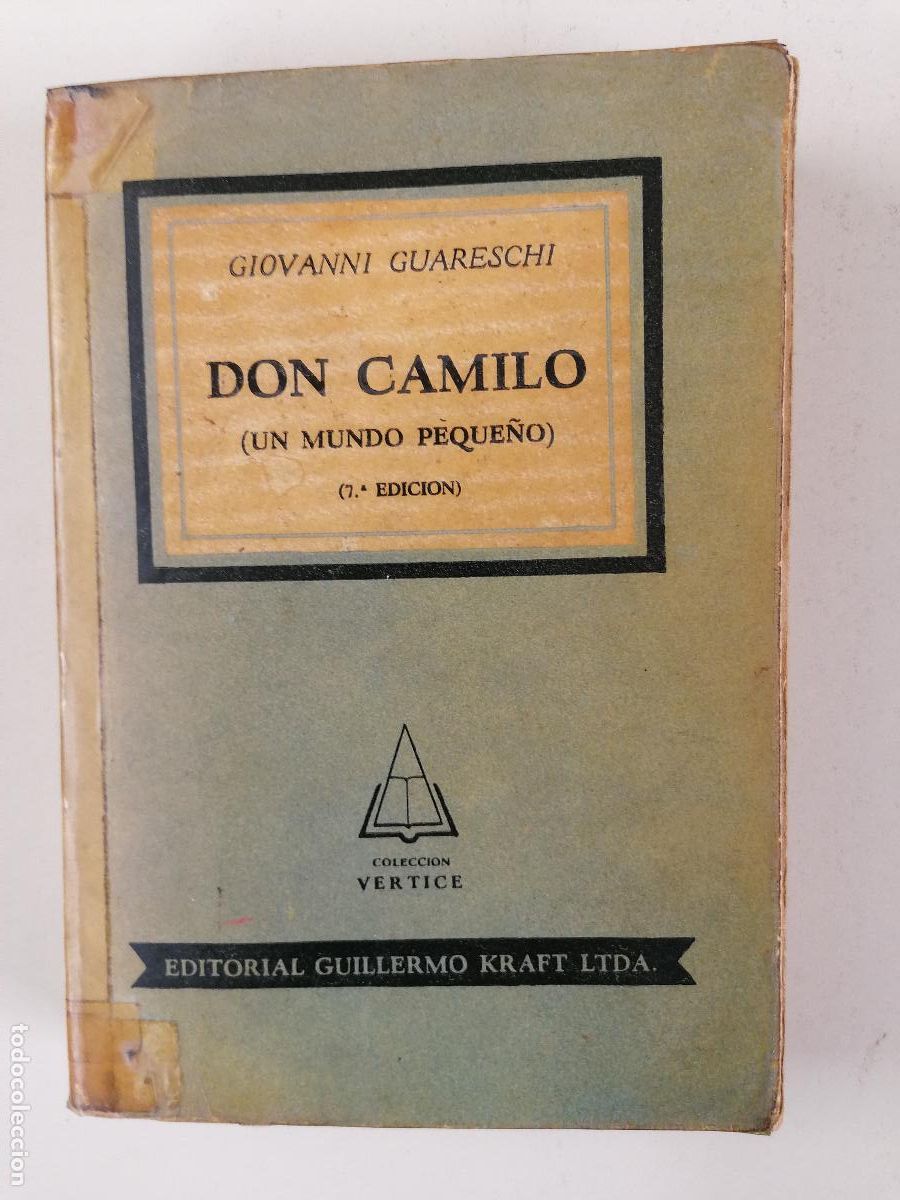 GIOVANNI GUARESCHI
DON CAMILO
(UN MUNDO PEQUEÑO)
(7.ª EDICION)
COLECCION
VERTICE
EDITORIAL GUILLERMO KRAFT LTDA.
todocoleccion